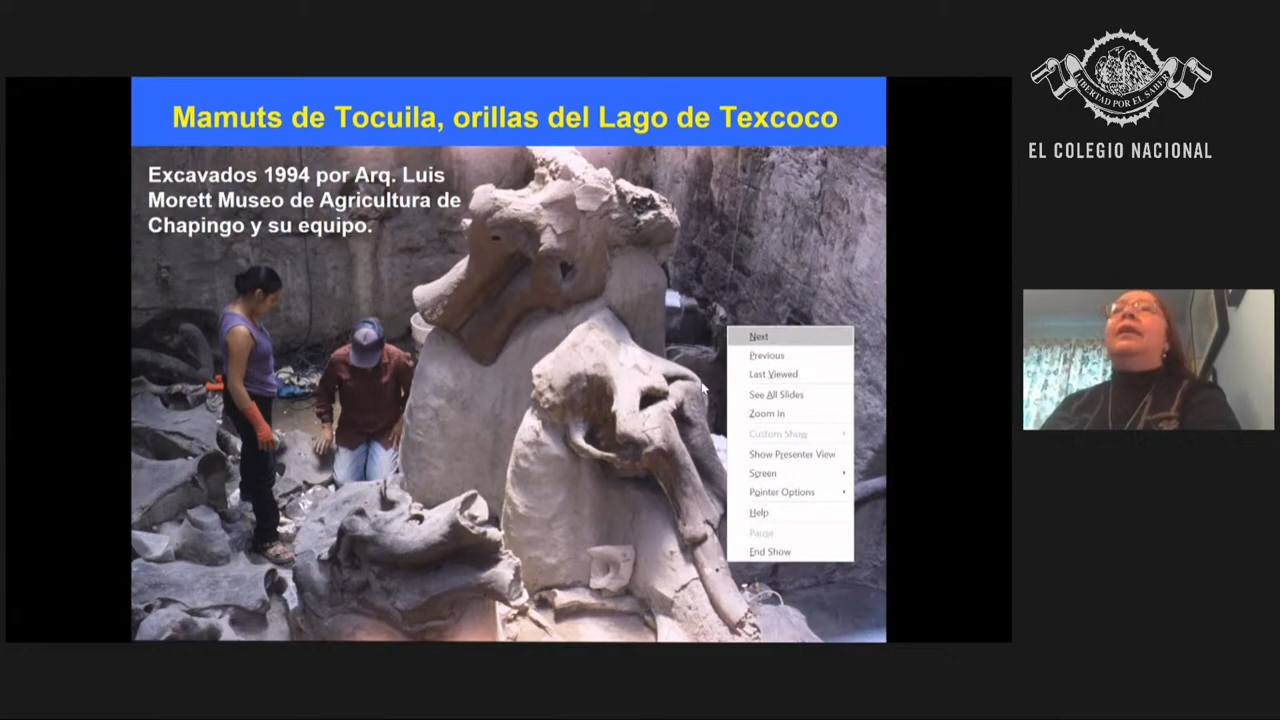 Mamuts de Tocuila, orillas del Lago de Texcoco
Excavados 1994 por Arq. Luis
Morett Museo de Agricultura de
Chapingo y su equipo.
Next
Previous
Last Viewed
See All Slides
Zoom In
Custom Show
Show Presenter View
Screen
Pointer Options
Help
Pause
End Show
LIBERTAD POR EL SABER
EL COLEGIO NACIONAL